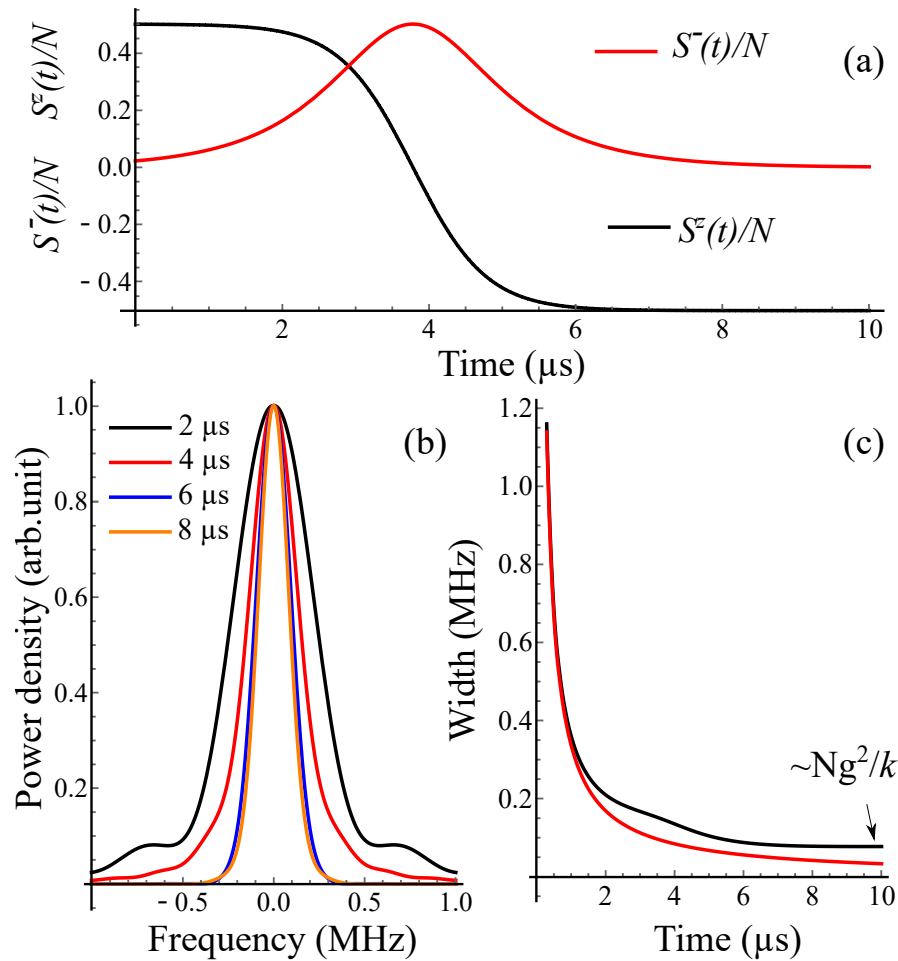 S⁻(t)/N
(a)
S^z(t)/N
S⁻(t)/N S^z(t)/N
0.4
0.2
0.0
- 0.2
- 0.4
2 4 6 8 10
Time (μs)
(b)
2 μs
4 μs
6 μs
8 μs
Power density (arb.unit)
1.0
0.8
0.6
0.4
0.2
- 0.5 0.0 0.5 1.0
Frequency (MHz)
(c)
Width (MHz)
1.2
1.0
0.8
0.6
0.4
0.2
~Ng²/k
2 4 6 8 10
Time (μs)